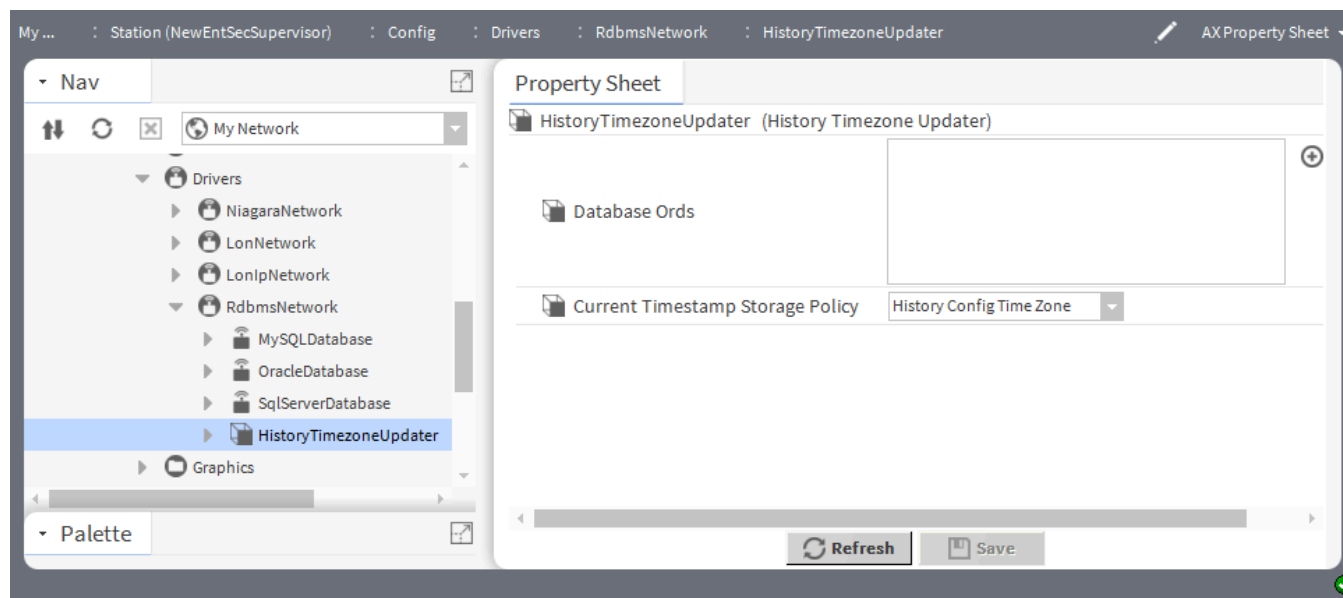 My ... : Station (NewEntSecSupervisor) : Config : Drivers : RdbmsNetwork : HistoryTimezoneUpdater AX Property Sheet
Nav
My Network
Drivers
NiagaraNetwork
LonNetwork
LonIpNetwork
RdbmsNetwork
MySQLDatabase
OracleDatabase
SqlServerDatabase
HistoryTimezoneUpdater
Graphics
Palette
Property Sheet
HistoryTimezoneUpdater (History Timezone Updater)
Database Ords
Current Timestamp Storage Policy History Config Time Zone
Refresh Save